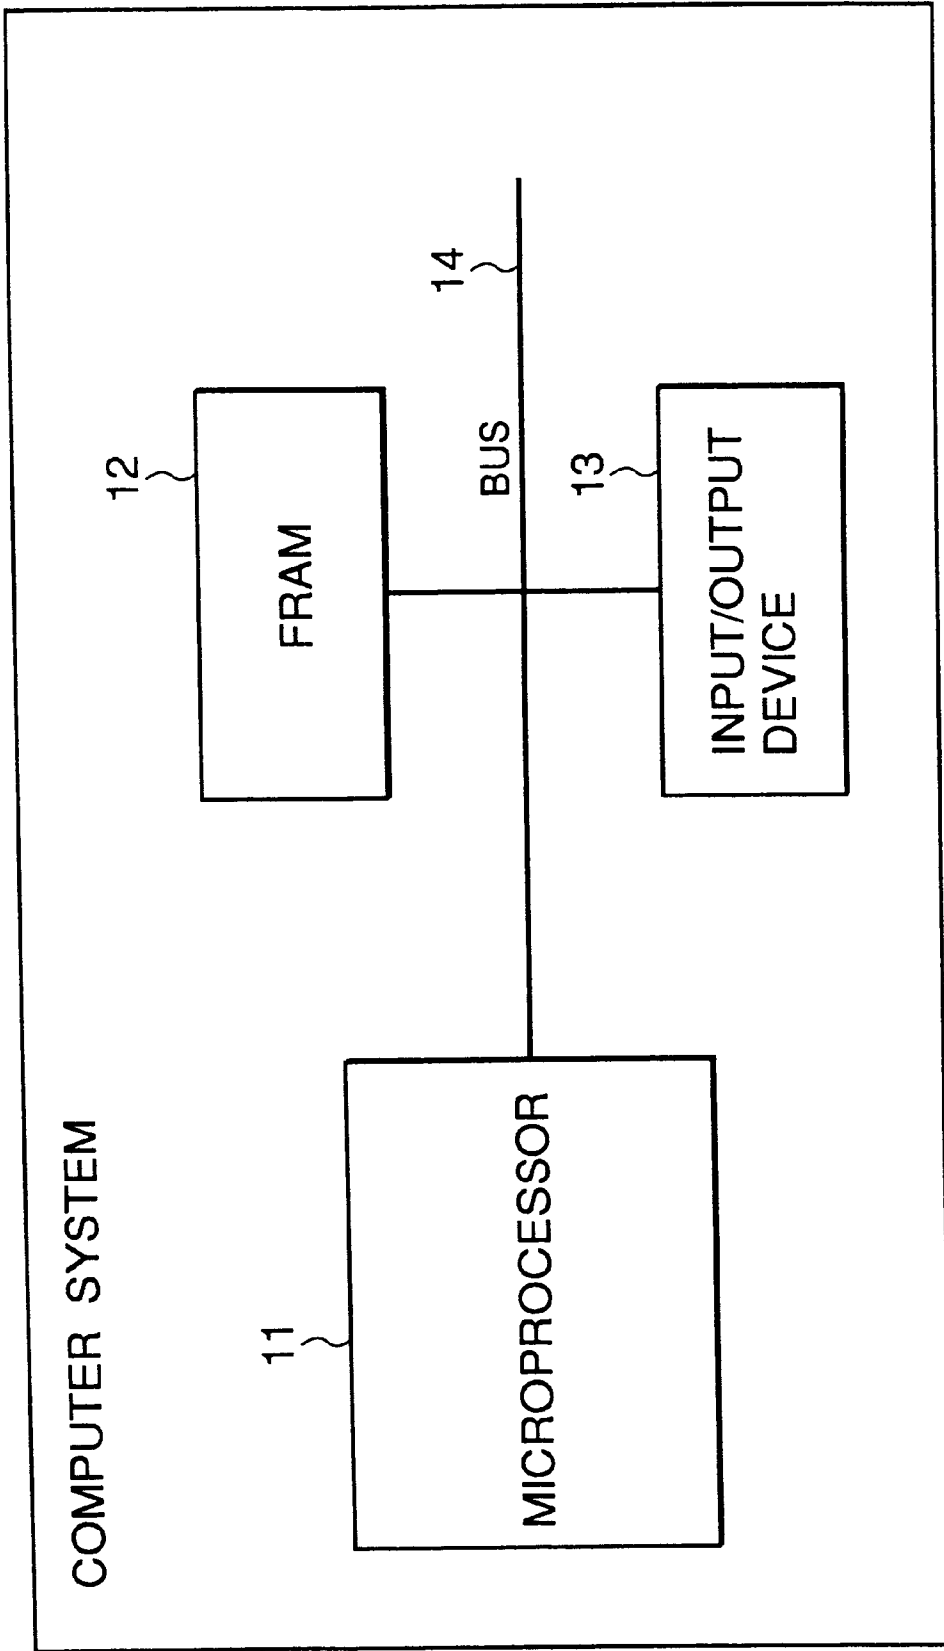 COMPUTER SYSTEM
12
FRAM
11
MICROPROCESSOR
BUS
14
13
INPUT/OUTPUT
DEVICE